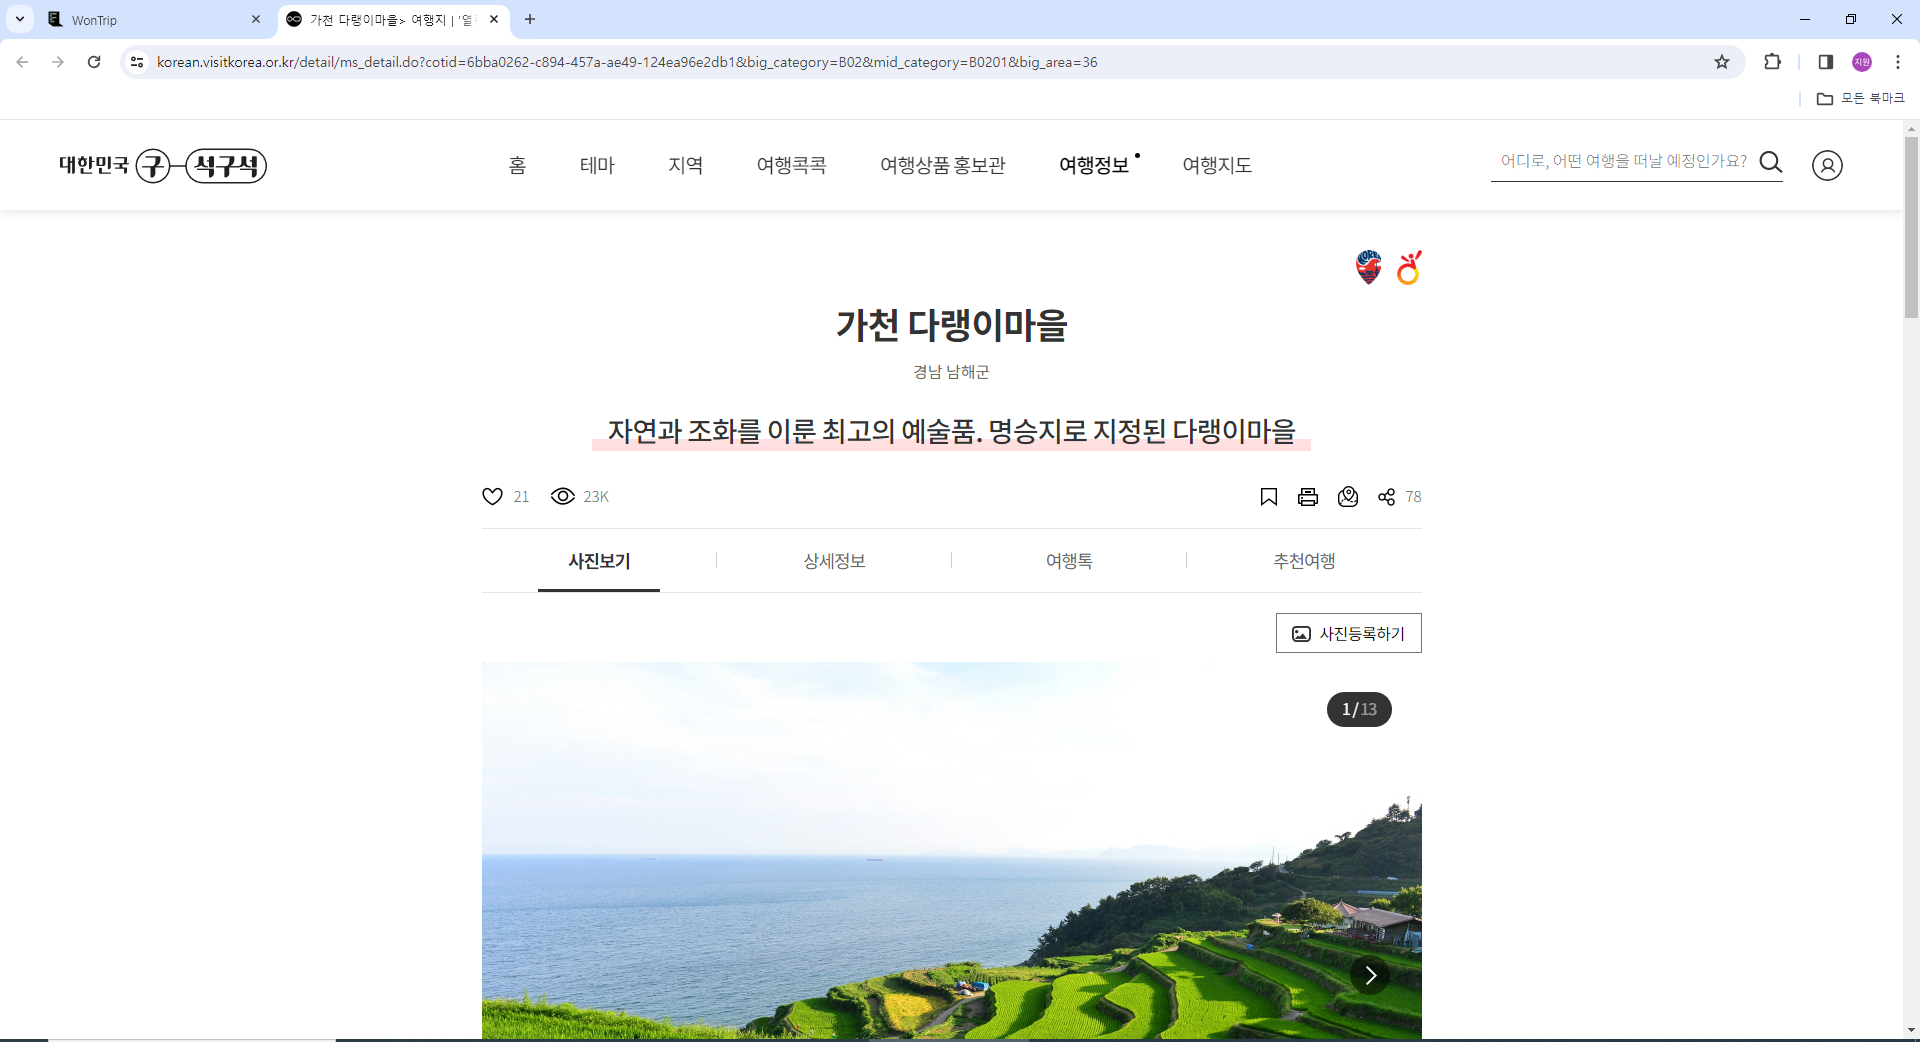 WonTrip
가천 다랭이마을> 여행지 | '열
korean.visitkorea.or.kr/detail/ms_detail.do?cotid=6bba0262-c894-457a-ae49-124ea96e2db1&big_category=B02&mid_category=B0201&big_area=36
지원
모든 북마크
대한민국 구석구석
홈
테마
지역
여행콕콕
여행상품 홍보관
여행정보
여행지도
어디로, 어떤 여행을 떠날 예정인가요?
KOREA
가천 다랭이마을
경남 남해군
자연과 조화를 이룬 최고의 예술품. 명승지로 지정된 다랭이마을
21
23K
78
사진보기
상세정보
여행톡
추천여행
사진등록하기
1/13